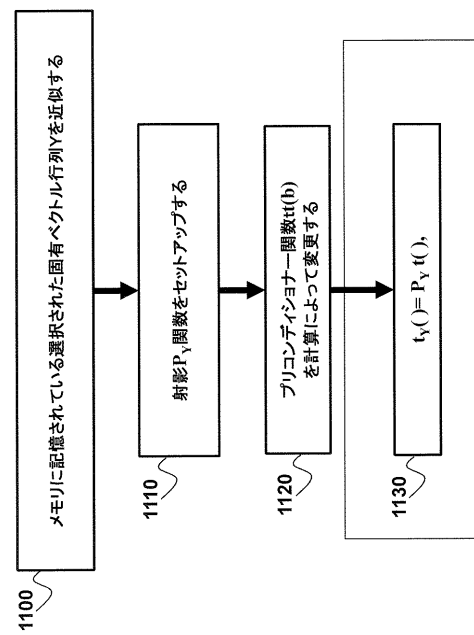 メモリに記憶されている選択された固有ベクトル行列Yを近似する
1100
射影PY関数をセットアップする
1110
プリコンディショナー関数tt(b)
を計算によって変更する
1120
tY()= PY t(),
1130